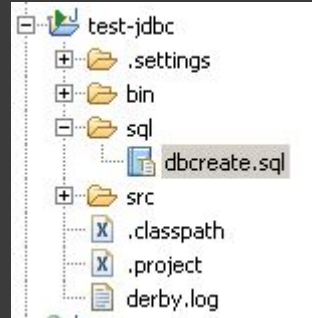 test-jdbc
.settings
bin
sql
dbcreate.sql
src
.classpath
.project
derby.log